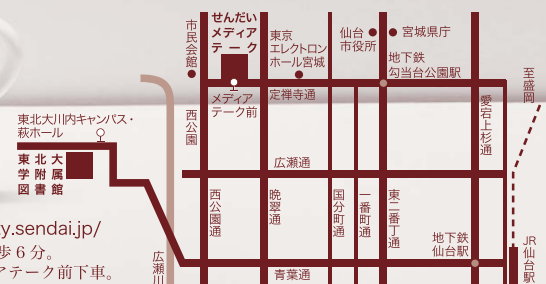 市民会館
せんだい
メディア
テーク
東京
エレクトロン
ホール宮城
仙台
市役所
宮城県庁
地下鉄
勾当台公園駅
至盛岡
メディア
テーク前
定禅寺通
愛宕上杉通
西公園
東北大川内キャンパス・
萩ホール
東北大
学附属
図書館
広瀬通
西公園通
晩翠通
国分町通
一番町通
東二番丁通
y.sendai.jp/
歩 6 分。
アテーク前下車。
広瀬川
青葉通
地下鉄
仙台駅
JR
仙台駅